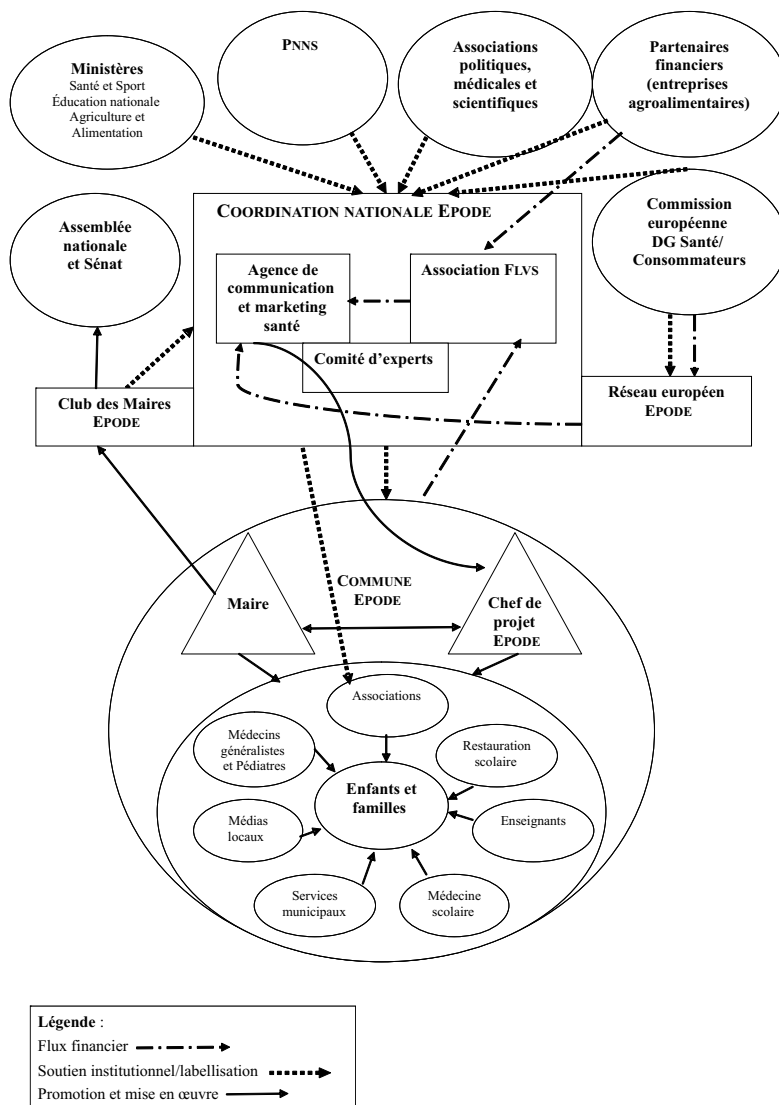 Ministères
Santé et Sport
Éducation nationale
Agriculture et
Alimentation
PNNS
Associations
politiques,
médicales et
scientifiques
Partenaires
financiers
(entreprises
agroalimentaires)
Assemblée
nationale
et Sénat
COORDINATION NATIONALE EPODE
Commission
européenne
DG Santé/
Consommateurs
Agence de
communication
et marketing
santé
Association FLVS
Comité d'experts
Club des Maires
EPODE
Réseau européen
EPODE
COMMUNE
EPODE
Maire
Chef de
projet
EPODE
Associations
Médecins
généralistes
et Pédiatres
Restauration
scolaire
Enfants et
familles
Médias
locaux
Enseignants
Services
municipaux
Médecine
scolaire
Légende :
Flux financier
Soutien institutionnel/labellisation
Promotion et mise en œuvre